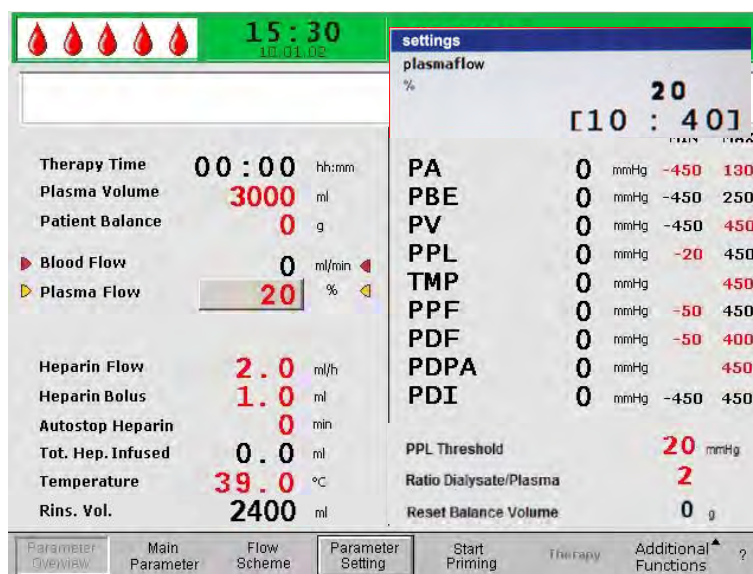 15:30
10.01.02
settings
plasmaflow
%
20
[10 : 40]
MIN MAX
Therapy Time 00:00 hh:mm
Plasma Volume 3000 ml
Patient Balance 0 g
Blood Flow 0 ml/min
Plasma Flow 20 %
Heparin Flow 2.0 ml/h
Heparin Bolus 1.0 ml
Autostop Heparin 0 min
Tot. Hep. Infused 0.0 ml
Temperature 39.0 °C
Rins. Vol. 2400 ml
PA 0 mmHg -450 130
PBE 0 mmHg -450 250
PV 0 mmHg -450 450
PPL 0 mmHg -20 450
TMP 0 mmHg 450
PPF 0 mmHg -50 450
PDF 0 mmHg -50 400
PDPA 0 mmHg 450
PDI 0 mmHg -450 450
PPL Threshold 20 mmHg
Ratio Dialysate/Plasma 2
Reset Balance Volume 0 g
Parameter Overview
Main Parameter
Flow Scheme
Parameter Setting
Start Priming
Therapy
Additional Functions
?